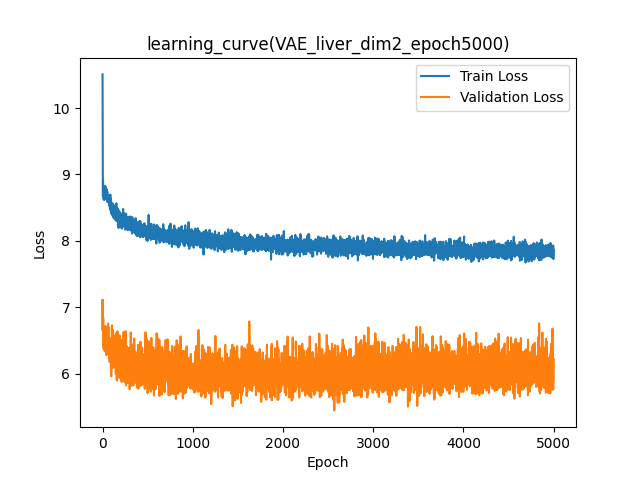 learning_curve(VAE_liver_dim2_epoch5000)
Train Loss
Validation Loss
10
9
8
7
6
Loss
0 1000 2000 3000 4000 5000
Epoch